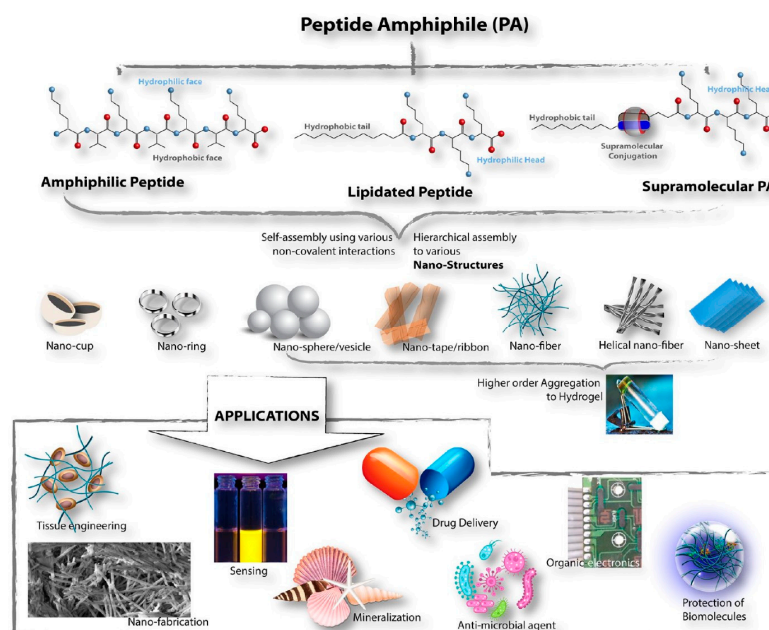 Peptide Amphiphile (PA)
Hydrophilic face
Hydrophobic face
Amphiphilic Peptide
Hydrophobic tail
Hydrophilic Head
Lipidated Peptide
Hydrophobic tail
Supramolecular
Conjugation
Hydrophilic Hea
Supramolecular PA
Self-assembly using various
non-covalent interactions
Hierarchical assembly
to various
Nano-Structures
Nano-cup
Nano-ring
Nano-sphere/vesicle
Nano-tape/ribbon
Nano-fiber
Helical nano-fiber
Nano-sheet
Higher order Aggregation
to Hydrogel
APPLICATIONS
Tissue engineering
Nano-fabrication
Sensing
Mineralization
Drug Delivery
Anti-microbial agent
Organic electronics
Protection of
Biomolecules